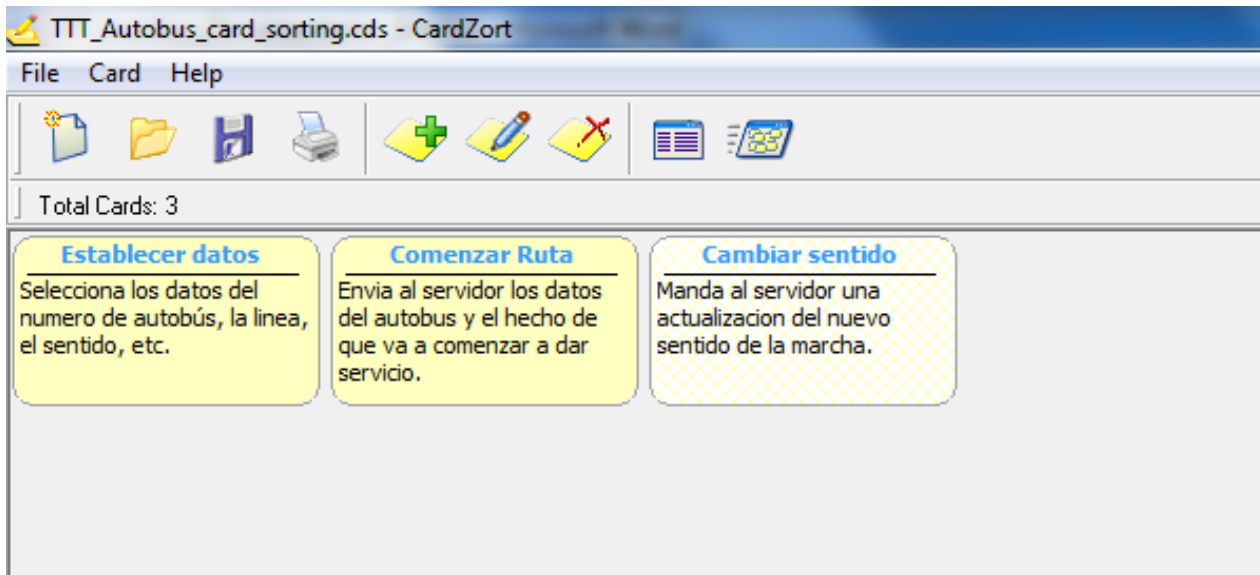 TTT_Autobus_card_sorting.cds - CardZort
File Card Help
Total Cards: 3
Establecer datos
Selecciona los datos del
numero de autobús, la linea,
el sentido, etc.
Comenzar Ruta
Envia al servidor los datos
del autobus y el hecho de
que va a comenzar a dar
servicio.
Cambiar sentido
Manda al servidor una
actualizacion del nuevo
sentido de la marcha.